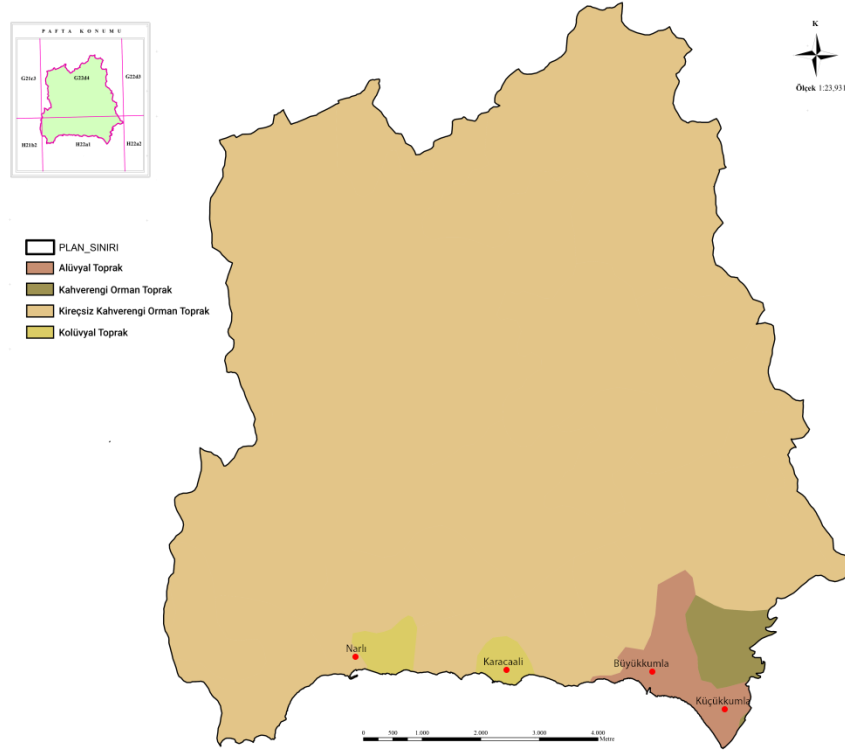 PAFTA KONUMU
G21c3
G22d4
G22d3
H21b2
H22a1
H22a2
K
Ölçek 1:23,931
PLAN_SINIRI
Alüvyal Toprak
Kahverengi Orman Toprak
Kireçsiz Kahverengi Orman Toprak
Kolüvyal Toprak
Narlı
Karacaali
Büyükkumla
Küçükkumla
0 500 1.000 2.000 3.000 4.000
Metre